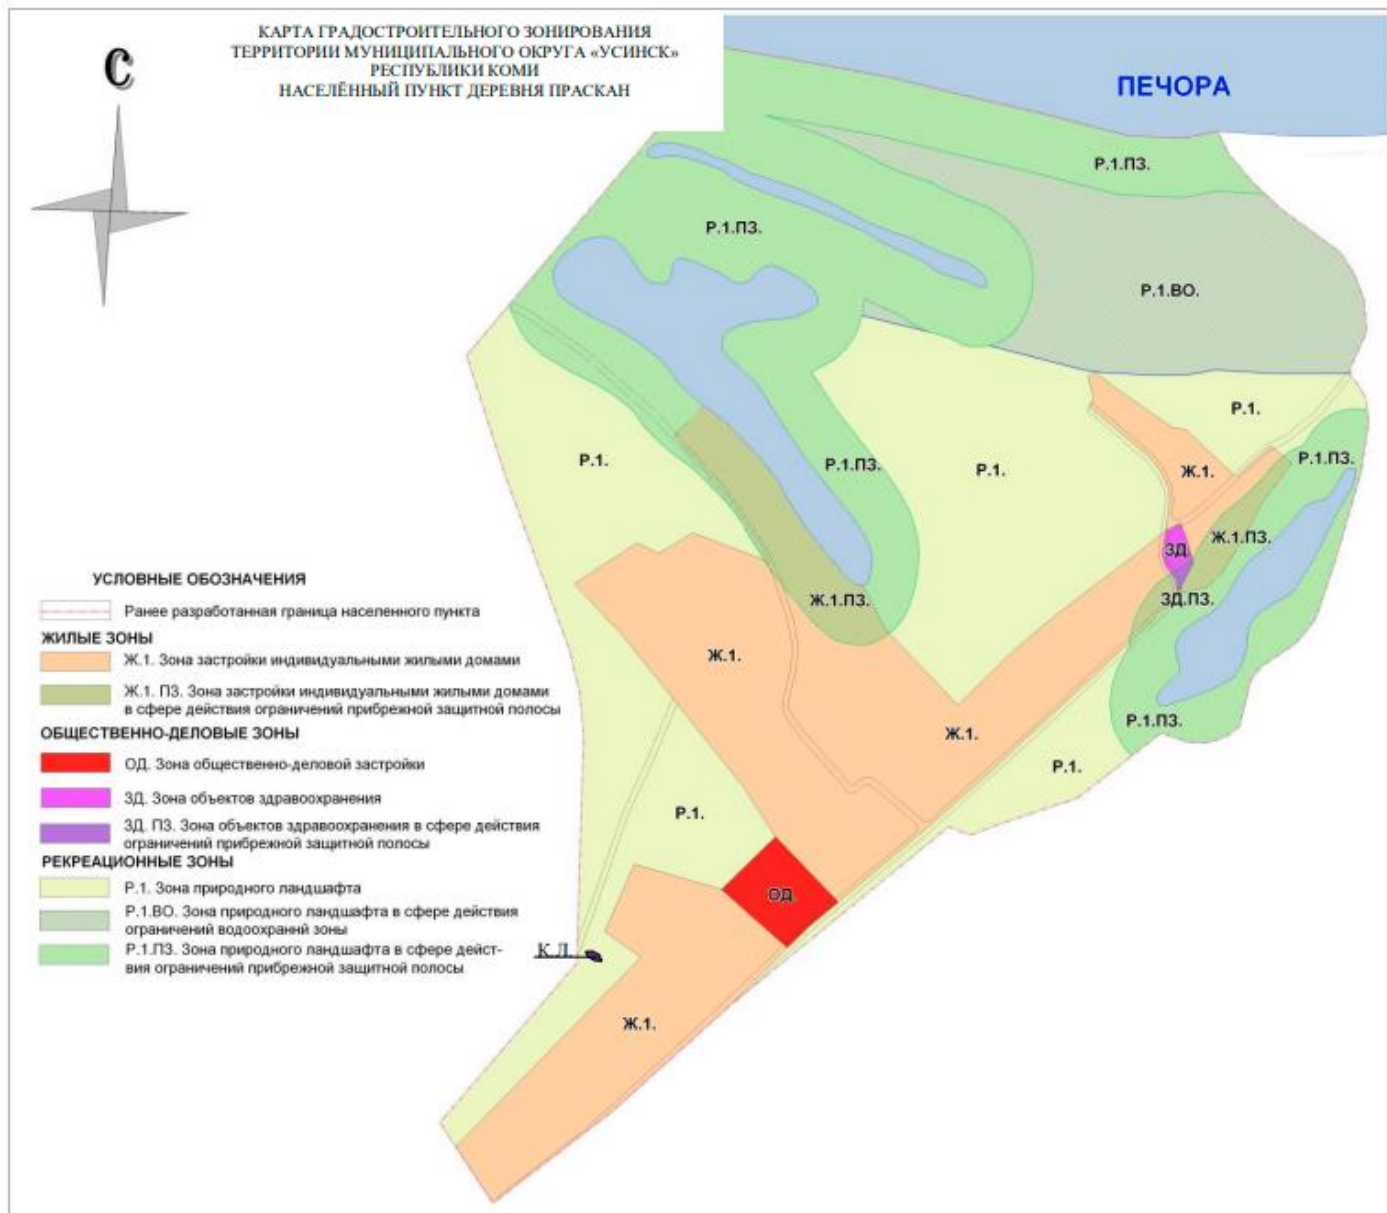 КАРТА ГРАДОСТРОИТЕЛЬНОГО ЗОНИРОВАНИЯ
ТЕРРИТОРИИ МУНИЦИПАЛЬНОГО ОКРУГА «УСИНСК»
РЕСПУБЛИКИ КОМИ
НАСЕЛЁННЫЙ ПУНКТ ДЕРЕВНЯ ПРАСКАН
С
ПЕЧОРА
Р.1.ПЗ.
Р.1.ПЗ.
Р.1.ВО.
Р.1.
Р.1.
Р.1.ПЗ.
Р.1.
Ж.1.
Р.1.ПЗ.
Ж.1.ПЗ.
ЗД.
ЗД.ПЗ.
Ж.1.ПЗ.
Ж.1.
Ж.1.
Р.1.ПЗ.
Р.1.
Р.1.
ОД.
К.Л.
Ж.1.
УСЛОВНЫЕ ОБОЗНАЧЕНИЯ
Ранее разработанная граница населенного пункта
ЖИЛЫЕ ЗОНЫ
Ж.1. Зона застройки индивидуальными жилыми домами
Ж.1. ПЗ. Зона застройки индивидуальными жилыми домами
в сфере действия ограничений прибрежной защитной полосы
ОБЩЕСТВЕННО-ДЕЛОВЫЕ ЗОНЫ
ОД. Зона общественно-деловой застройки
ЗД. Зона объектов здравоохранения
ЗД. ПЗ. Зона объектов здравоохранения в сфере действия
ограничений прибрежной защитной полосы
РЕКРЕАЦИОННЫЕ ЗОНЫ
Р.1. Зона природного ландшафта
Р.1.ВО. Зона природного ландшафта в сфере действия
ограничений водоохраннй зоны
Р.1.ПЗ. Зона природного ландшафта в сфере дейст-
вия ограничений прибрежной защитной полосы